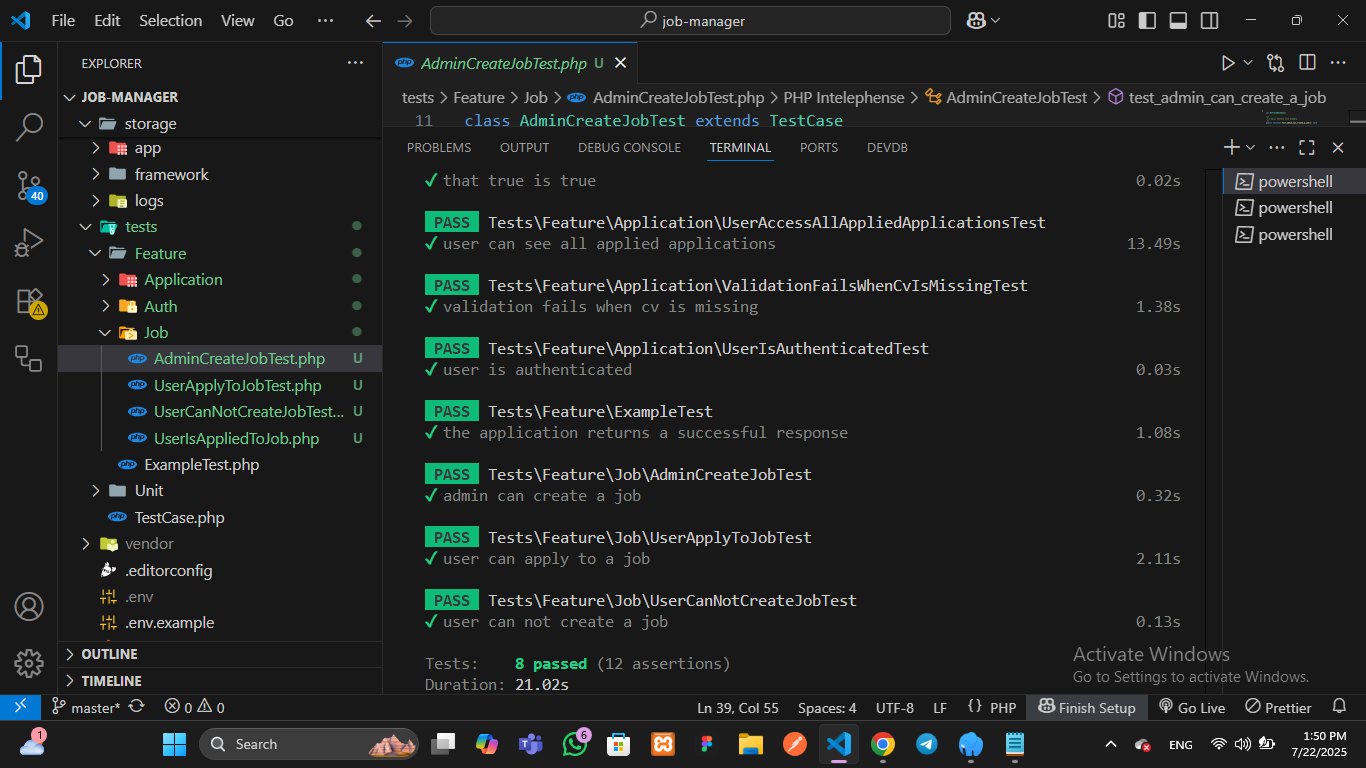 File Edit Selection View Go ··· job-manager
EXPLORER ···
JOB-MANAGER
storage
app
framework
logs
tests
Feature
Application
Auth
Job
AdminCreateJobTest.php U
UserApplyToJobTest.php U
UserCanNotCreateJobTest... U
UserIsAppliedToJob.php U
ExampleTest.php
Unit
TestCase.php
vendor
.editorconfig
.env
.env.example
OUTLINE
TIMELINE
40
php AdminCreateJobTest.php U
tests > Feature > Job > php AdminCreateJobTest.php > PHP Intelephense > AdminCreateJobTest > test_admin_can_create_a_job
11 class AdminCreateJobTest extends TestCase
PROBLEMS OUTPUT DEBUG CONSOLE TERMINAL PORTS DEVDB
✓ that true is true 0.02s
PASS Tests\Feature\Application\UserAccessAllAppliedApplicationsTest
✓ user can see all applied applications 13.49s
PASS Tests\Feature\Application\ValidationFailsWhenCvIsMissingTest
✓ validation fails when cv is missing 1.38s
PASS Tests\Feature\Application\UserIsAuthenticatedTest
✓ user is authenticated 0.03s
PASS Tests\Feature\ExampleTest
✓ the application returns a successful response 1.08s
PASS Tests\Feature\Job\AdminCreateJobTest
✓ admin can create a job 0.32s
PASS Tests\Feature\Job\UserApplyToJobTest
✓ user can apply to a job 2.11s
PASS Tests\Feature\Job\UserCanNotCreateJobTest
✓ user can not create a job 0.13s
Tests: 8 passed (12 assertions)
Duration: 21.02s
powershell
powershell
powershell
Activate Windows
Go to Settings to activate Windows.
master* 0 0 Ln 39, Col 55 Spaces: 4 UTF-8 LF {} PHP Finish Setup Go Live Prettier
1 Search 6 ENG 1:50 PM
7/22/2025